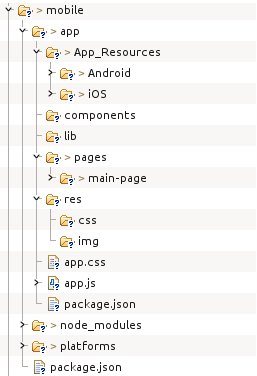 > mobile
> app
> App_Resources
> Android
> iOS
components
lib
> pages
> main-page
res
css
img
app.css
app.js
package.json
> node_modules
> platforms
package.json